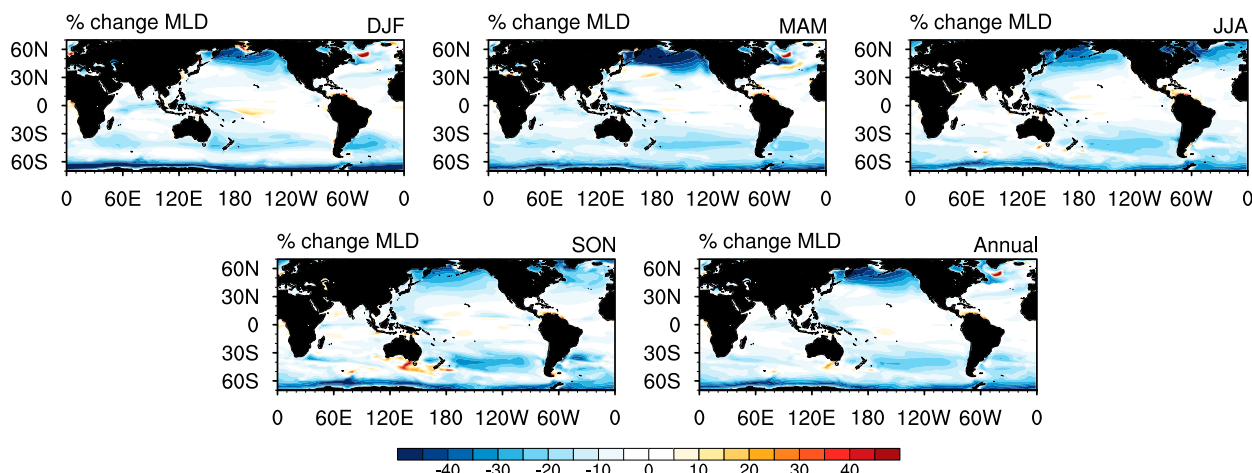 % change MLD DJF
60N
30N
0
30S
60S
0 60E 120E 180 120W 60W 0
% change MLD MAM
60N
30N
0
30S
60S
0 60E 120E 180 120W 60W 0
% change MLD JJA
60N
30N
0
30S
60S
0 60E 120E 180 120W 60W 0
% change MLD SON
60N
30N
0
30S
60S
0 60E 120E 180 120W 60W 0
% change MLD Annual
60N
30N
0
30S
60S
0 60E 120E 180 120W 60W 0
-40 -30 -20 -10 0 10 20 30 40